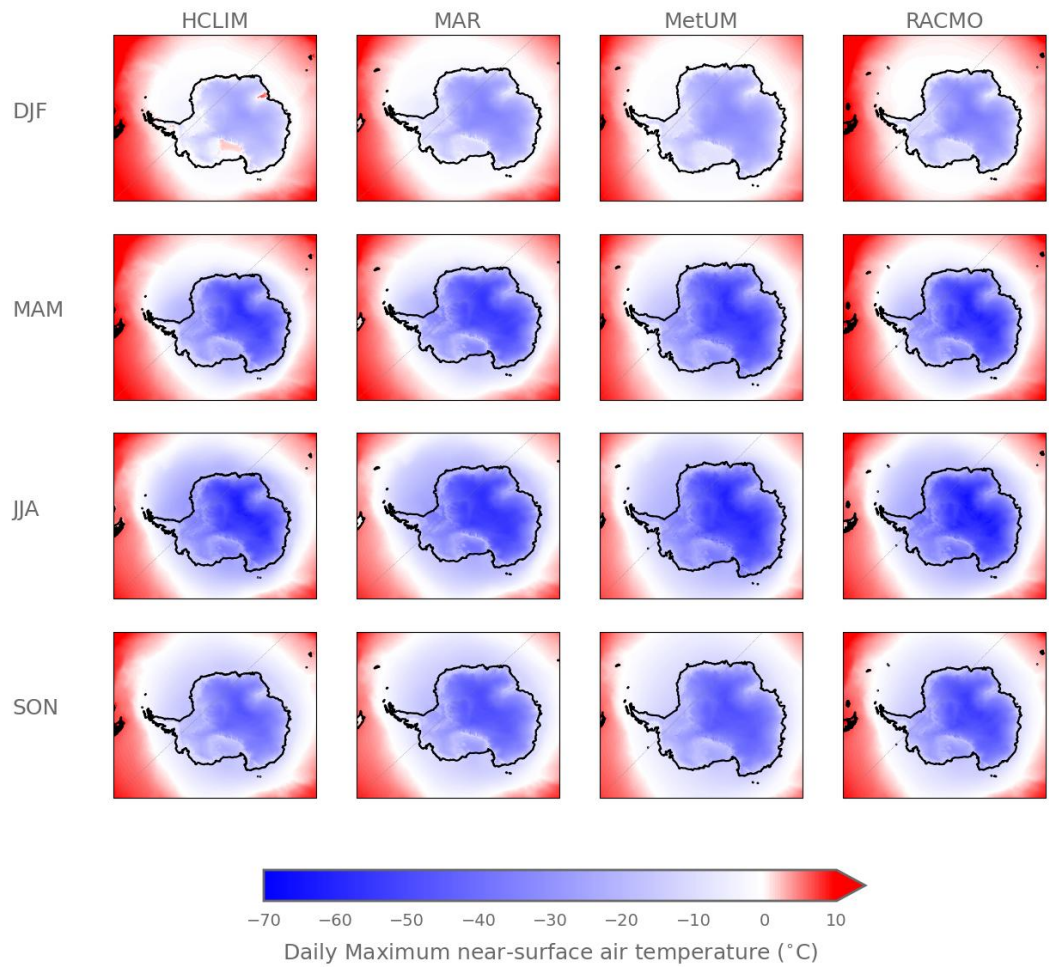 HCLIM MAR MetUM RACMO
DJF
MAM
JJA
SON
−70 −60 −50 −40 −30 −20 −10 0 10
Daily Maximum near-surface air temperature (˚C)